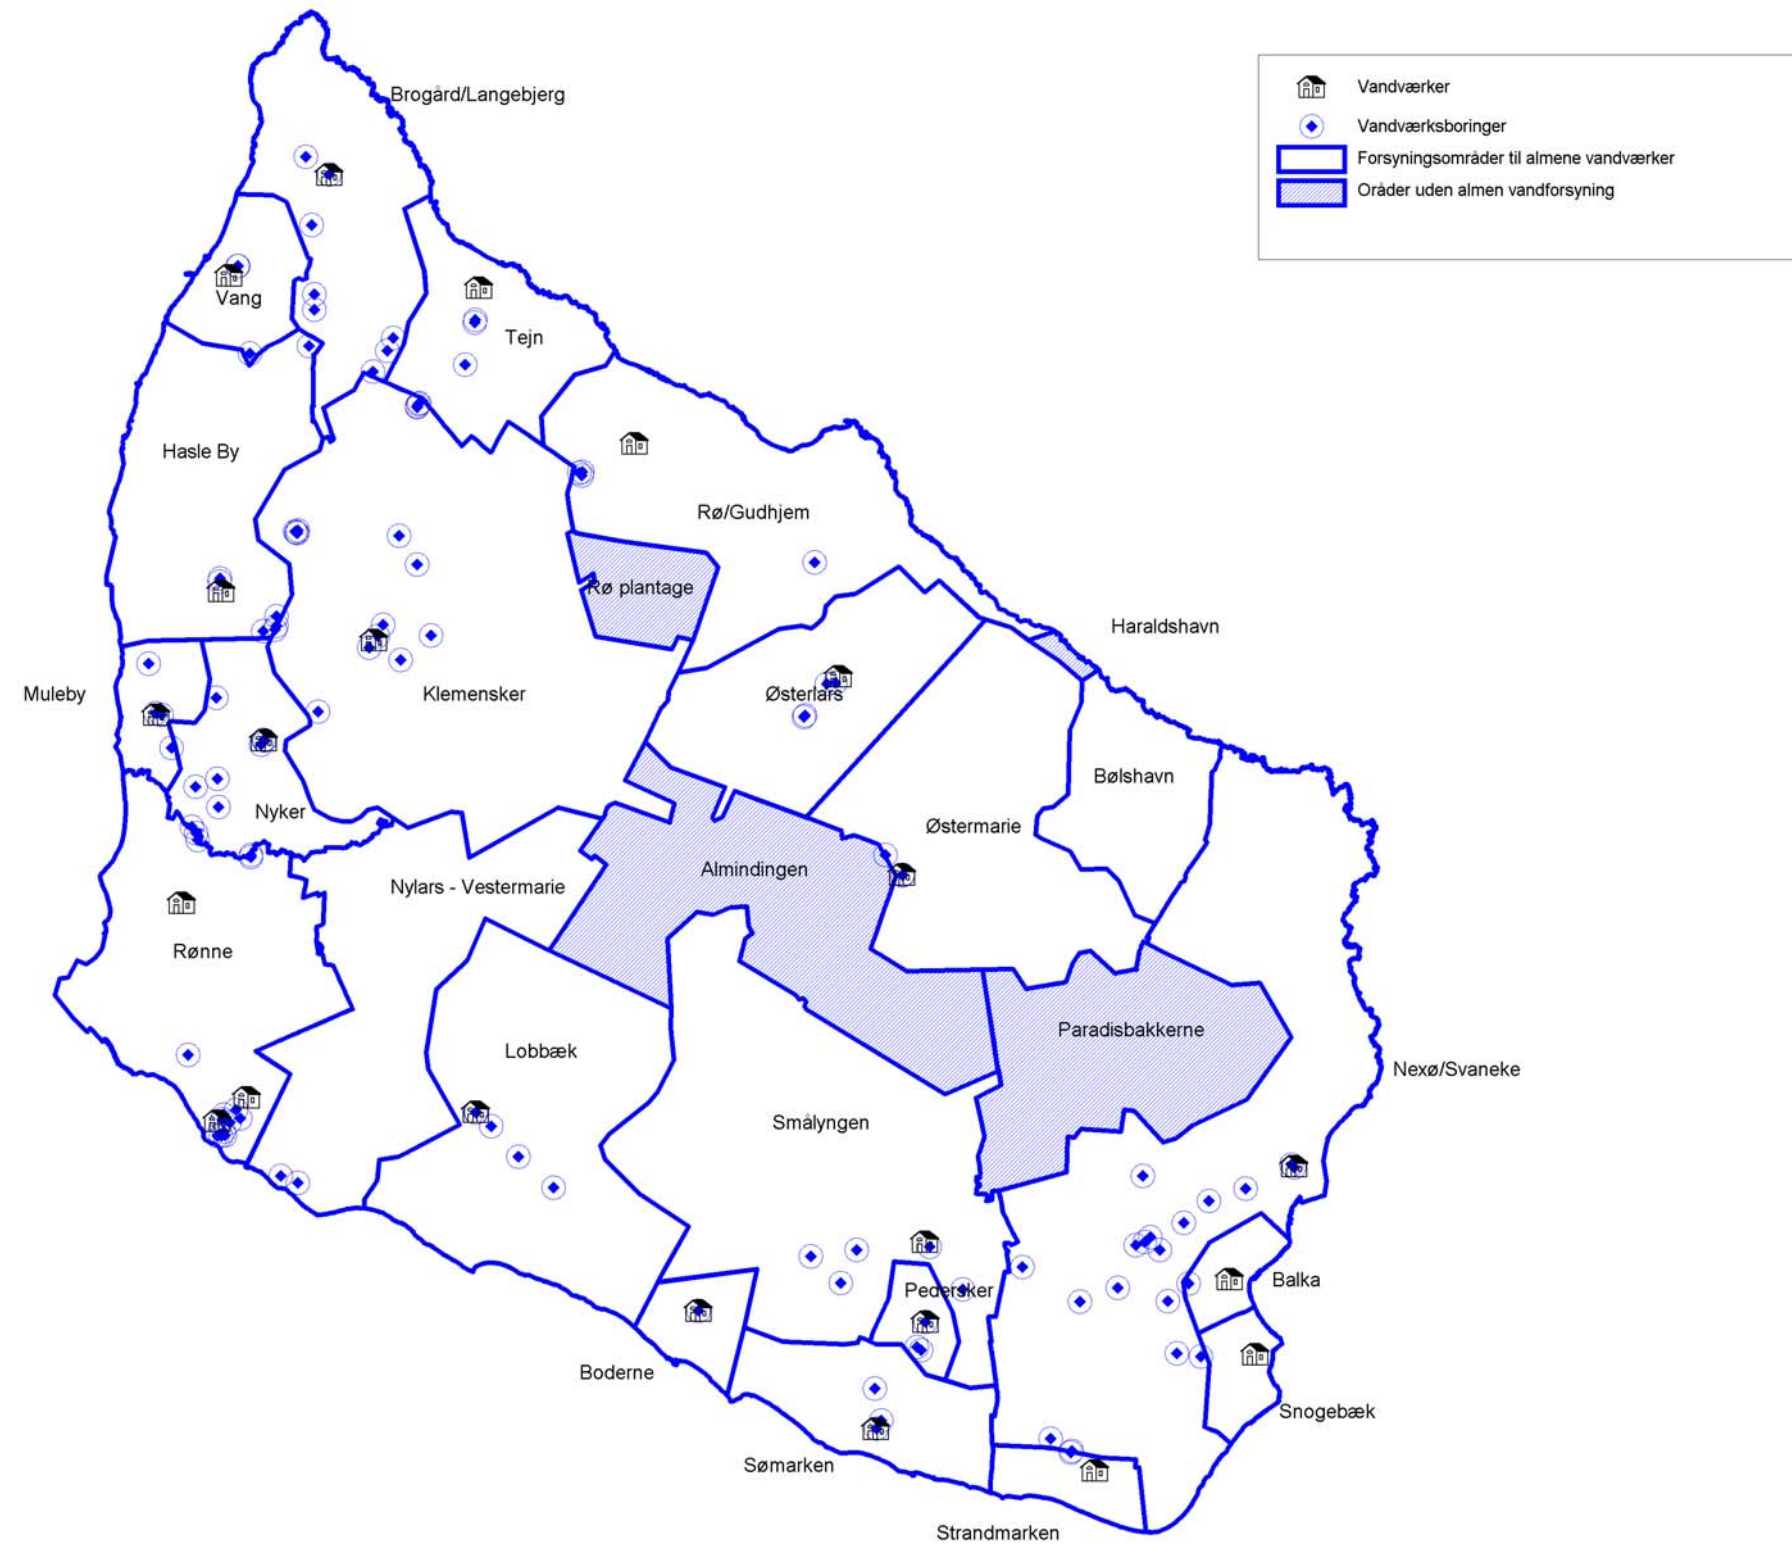 Brogård/Langebjerg
Vandværker
Vandværksboringer
Forsyningsområder til almene vandværker
Oråder uden almen vandforsyning
Vang
Tejn
Hasle By
Rø/Gudhjem
Rø plantage
Haraldshavn
Muleby
Klemensker
Østerlars
Bølshavn
Nyker
Østermarie
Almindingen
Nylars - Vestermarie
Rønne
Paradisbakkerne
Lobbæk
Nexø/Svaneke
Smålyngen
Balka
Pedersker
Boderne
Snogebæk
Sømarken
Strandmarken